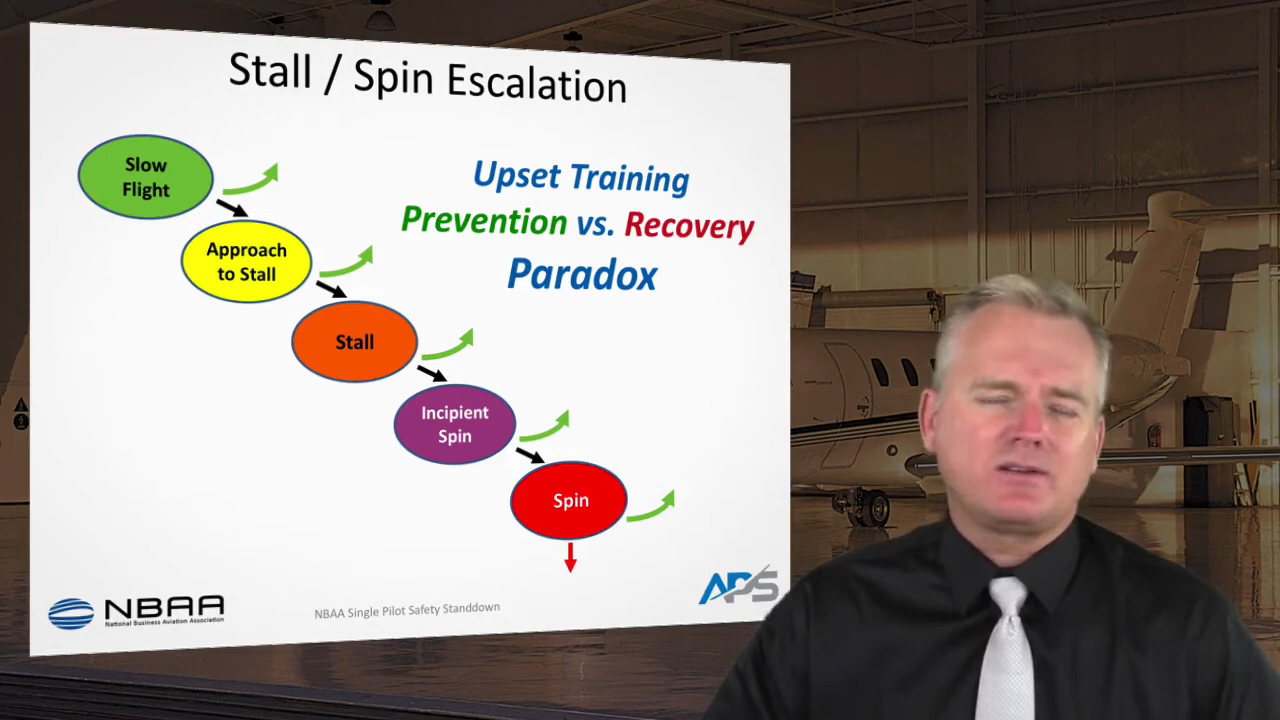 Stall / Spin Escalation
Slow
Flight
Approach
to Stall
Stall
Incipient
Spin
Spin
Upset Training
Prevention vs. Recovery
Paradox
NBAA
National Business Aviation Association
NBAA Single Pilot Safety Standdown
APS